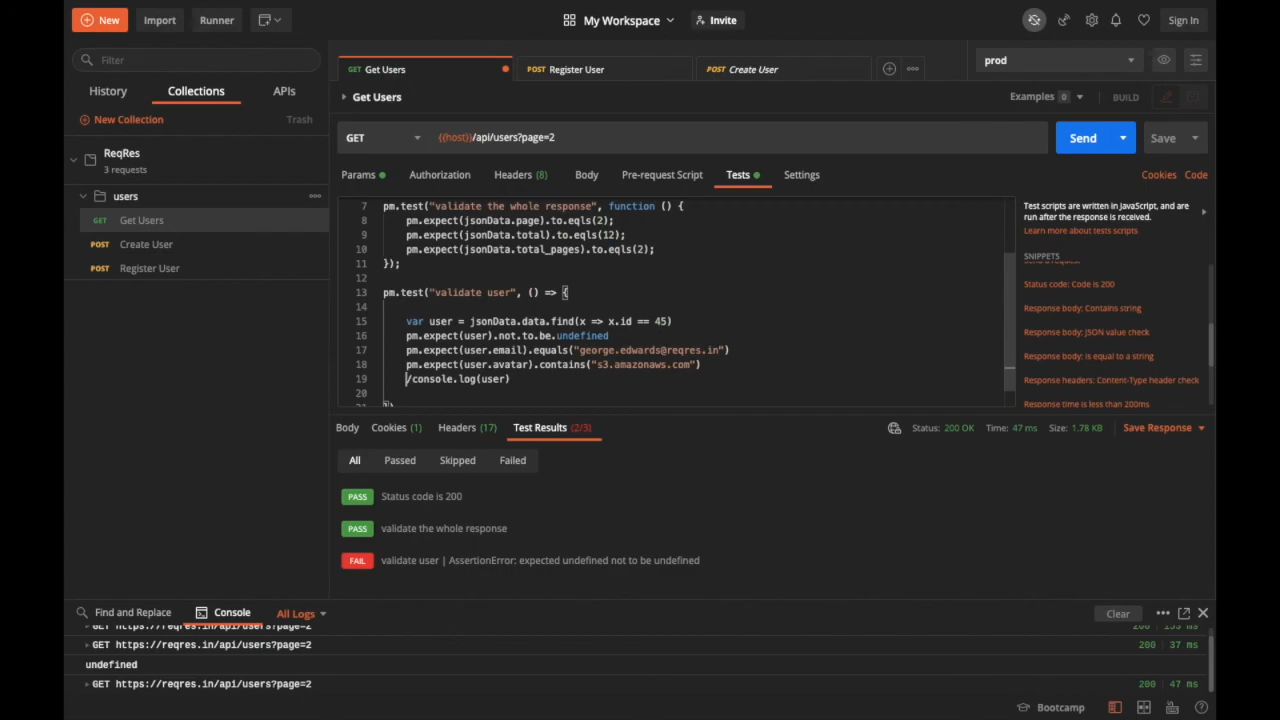 New Import Runner My Workspace Invite Sign In
Filter
GET Get Users POST Register User POST Create User prod
History Collections APIs
Get Users Examples 0 BUILD
New Collection Trash
GET {{host}}/api/users?page=2 Send Save
ReqRes
3 requests
Params Authorization Headers (8) Body Pre-request Script Tests Settings Cookies Code
users
GET Get Users
POST Create User
POST Register User
7 pm.test("validate the whole response", function () {
8 pm.expect(jsonData.page).to.eqls(2);
9 pm.expect(jsonData.total).to.eqls(12);
10 pm.expect(jsonData.total_pages).to.eqls(2);
11 });
12
13 pm.test("validate user", () => {
14
15 var user = jsonData.data.find(x => x.id == 45)
16 pm.expect(user).not.to.be.undefined
17 pm.expect(user.email).equals("george.edwards@reqres.in")
18 pm.expect(user.avatar).contains("s3.amazonaws.com")
19 /console.log(user)
20
Test scripts are written in JavaScript, and are
run after the response is received.
Learn more about tests scripts
SNIPPETS
Status code: Code is 200
Response body: Contains string
Response body: JSON value check
Response body: Is equal to a string
Response headers: Content-Type header check
Response time is less than 200ms
Body Cookies (1) Headers (17) Test Results (2/3) Status: 200 OK Time: 47 ms Size: 1.78 KB Save Response
All Passed Skipped Failed
PASS Status code is 200
PASS validate the whole response
FAIL validate user | AssertionError: expected undefined not to be undefined
Find and Replace Console All Logs Clear
GET https://reqres.in/api/users?page=2 200 153 ms
GET https://reqres.in/api/users?page=2 200 37 ms
undefined
GET https://reqres.in/api/users?page=2 200 47 ms
Bootcamp